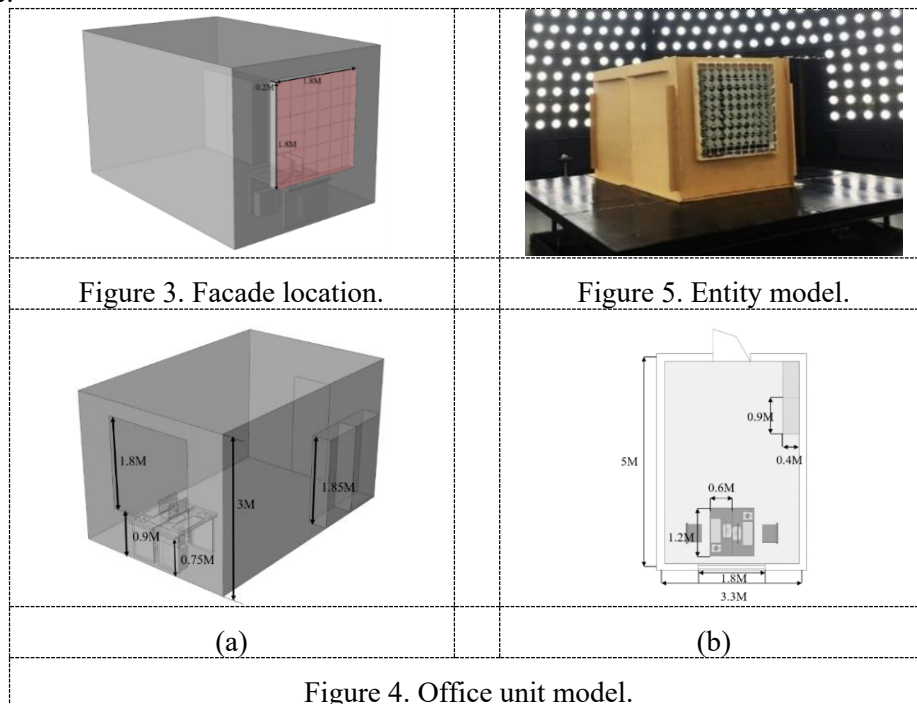 0.2M
1.8M
1.8M
Figure 3. Facade location.
Figure 5. Entity model.
1.8M
0.9M
0.75M
3M
1.85M
5M
0.9M
0.4M
0.6M
1.2M
1.8M
3.3M
(a)
(b)
Figure 4. Office unit model.